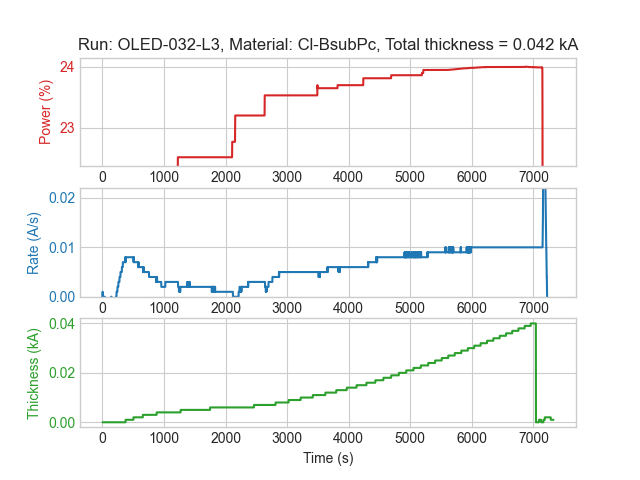 Run: OLED-032-L3, Material: Cl-BsubPc, Total thickness = 0.042 kA
24
23
Power (%)
0 1000 2000 3000 4000 5000 6000 7000
0.02
0.01
0.00
Rate (A/s)
0 1000 2000 3000 4000 5000 6000 7000
0.04
0.02
0.00
Thickness (kA)
0 1000 2000 3000 4000 5000 6000 7000
Time (s)